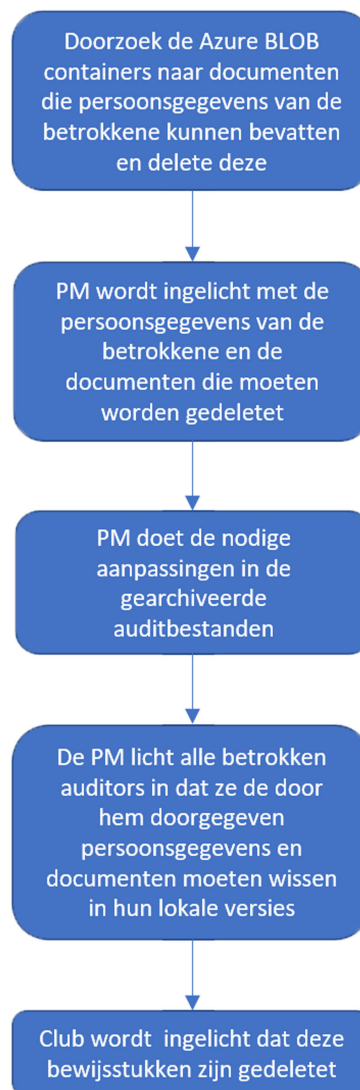 Doorzoek de Azure BLOB
containers naar documenten
die persoonsgegevens van de
betrokkene kunnen bevatten
en delete deze
PM wordt ingelicht met de
persoonsgegevens van de
betrokkene en de
documenten die moeten
worden gedeletet
PM doet de nodige
aanpassingen in de
gearchiveerde
auditbestanden
De PM licht alle betrokken
auditors in dat ze de door
hem doorgegeven
persoonsgegevens en
documenten moeten wissen
in hun lokale versies
Club wordt ingelicht dat deze
bewijsstukken zijn gedeletet